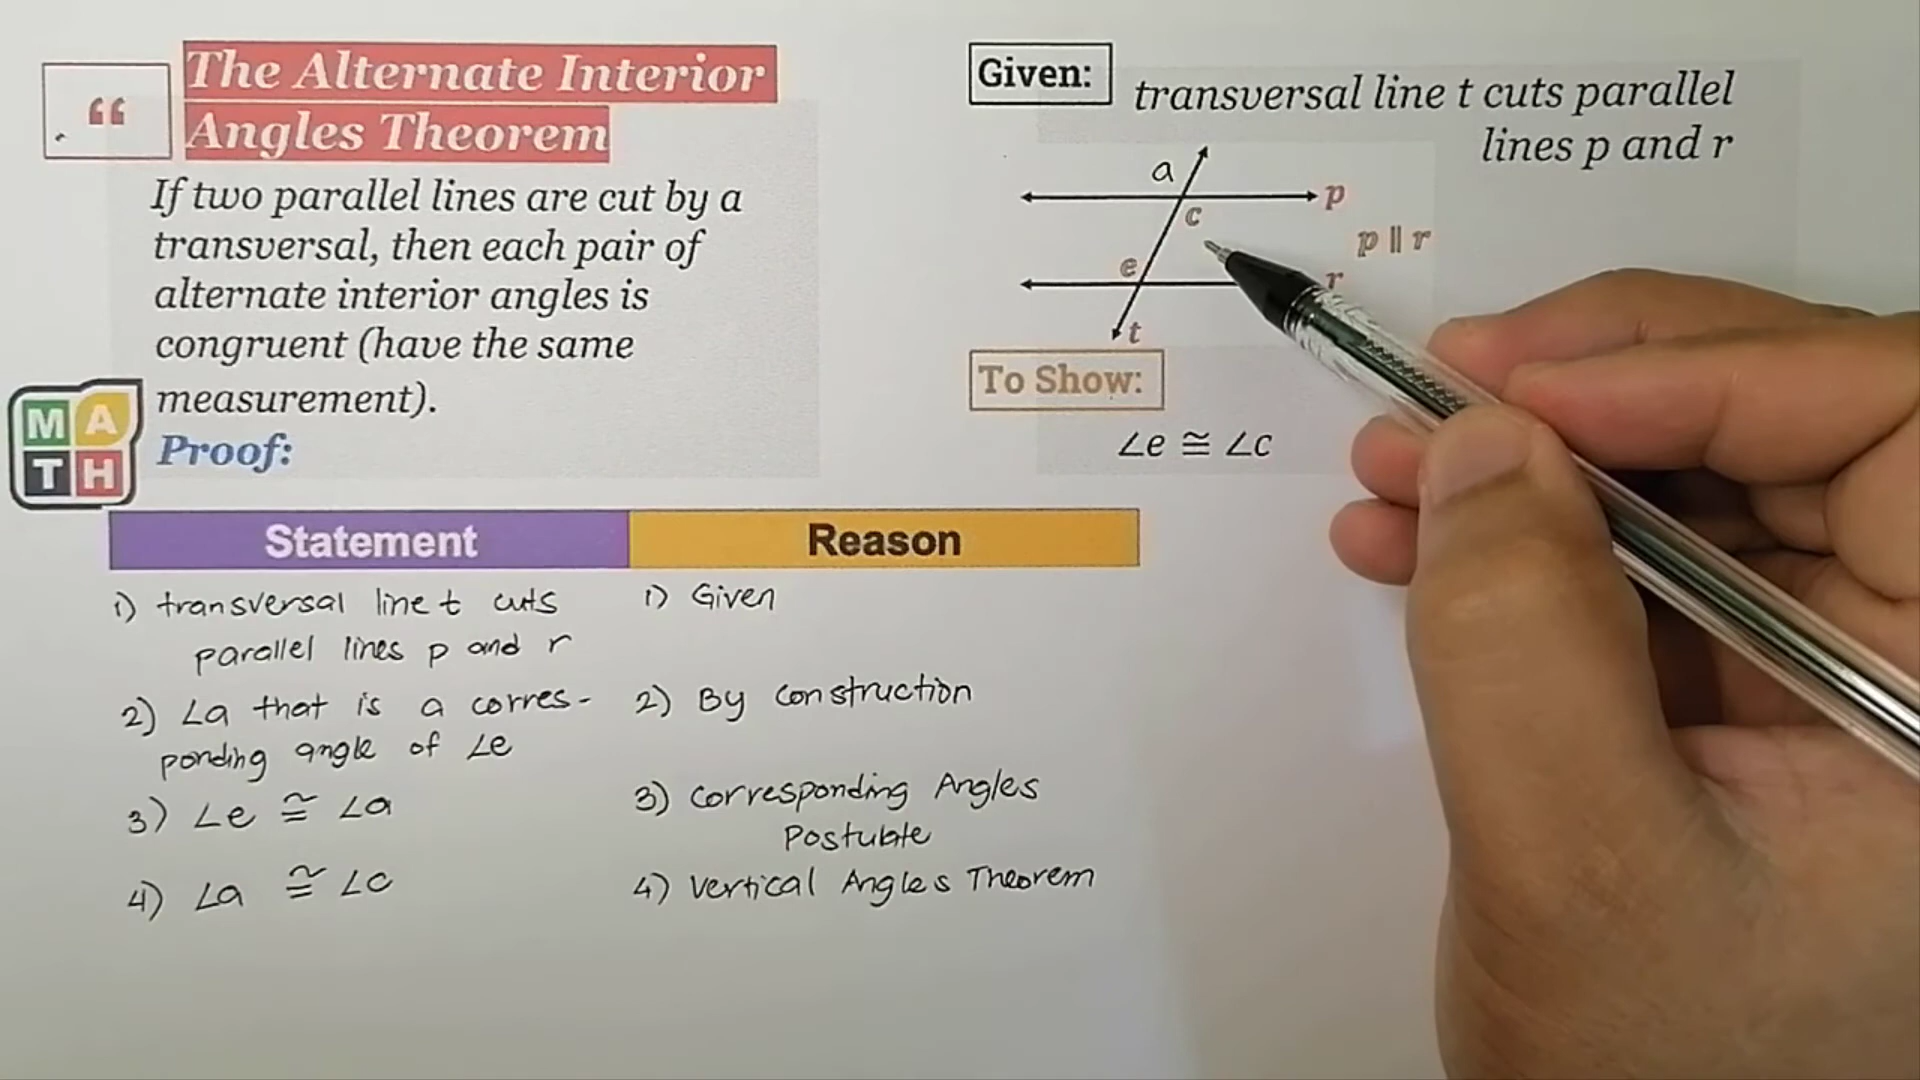 “
The Alternate Interior
Angles Theorem
If two parallel lines are cut by a
transversal, then each pair of
alternate interior angles is
congruent (have the same
measurement).
MATH
Proof:
Given:
transversal line t cuts parallel
lines p and r
a
p
c
p ∥ r
e
r
t
To Show:
∠e ≅ ∠c
Statement Reason
1) transversal line t cuts
parallel lines p and r
1) Given
2) ∠a that is a corres-
ponding angle of ∠e
2) By construction
3) ∠e ≅ ∠a
3) Corresponding Angles
Postulate
4) ∠a ≅ ∠c
4) Vertical Angles Theorem